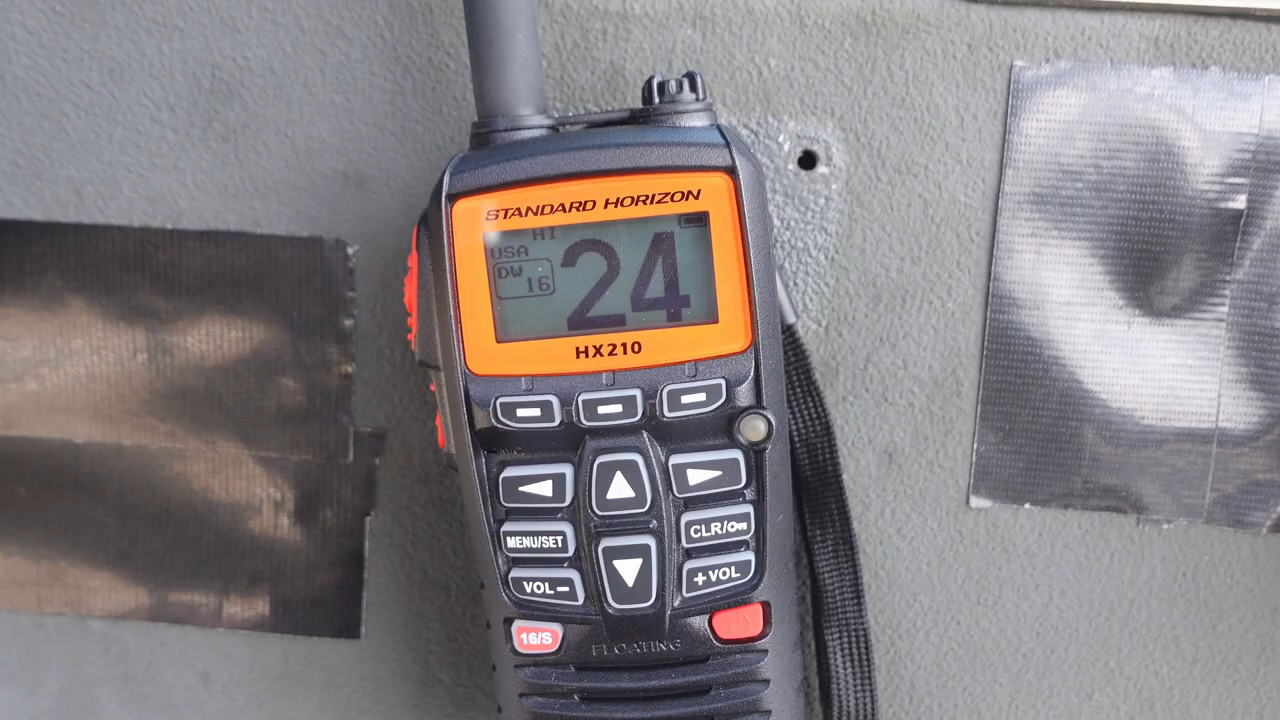 STANDARD HORIZON
HI
USA
DW
16
24
HX210
MENU/SET
CLR/
VOL-
+VOL
16/S
FLOATING